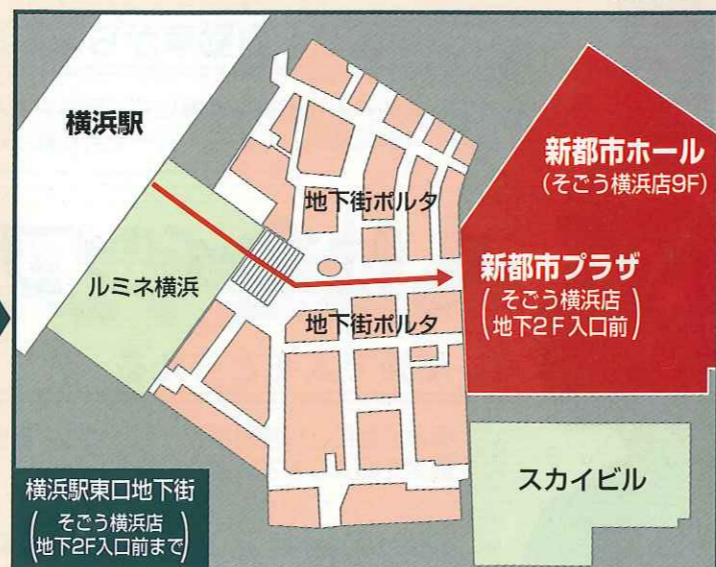 横浜駅
新都市ホール
(そごう横浜店9F)
地下街ポルタ
新都市プラザ
(そごう横浜店
地下2F入口前)
ルミネ横浜
地下街ポルタ
スカイビル
横浜駅東口地下街
(そごう横浜店
地下2F入口前まで)